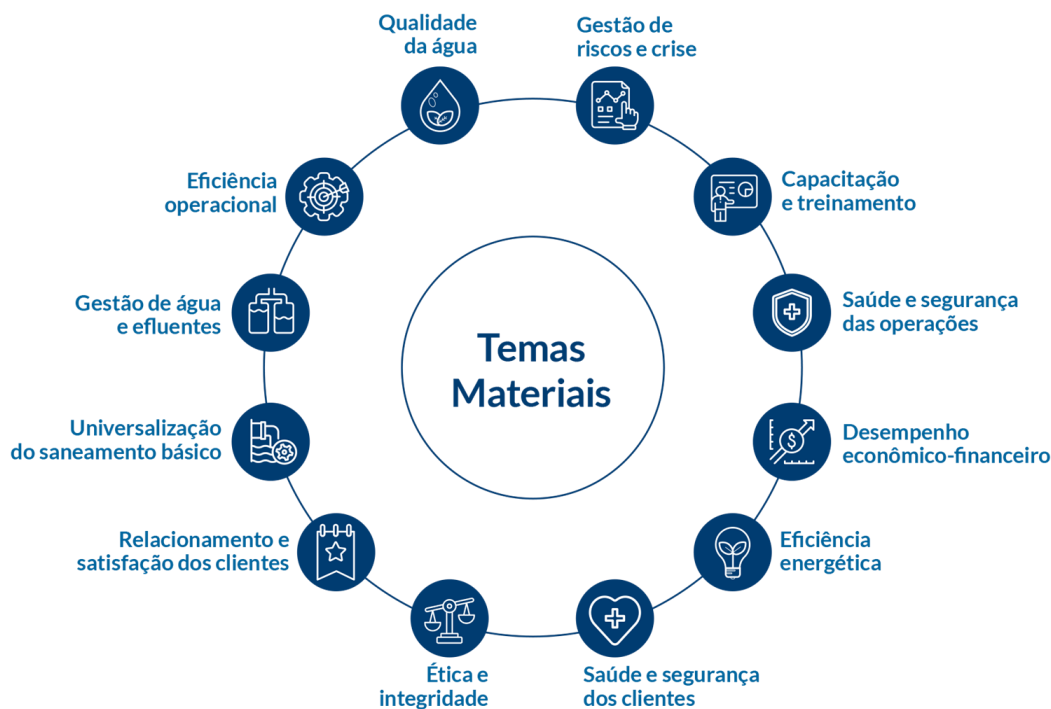 Qualidade
da água
Gestão de
riscos e crise
Eficiência
operacional
Capacitação
e treinamento
Gestão de água
e efluentes
Saúde e segurança
das operações
Temas
Materiais
Universalização
do saneamento básico
Desempenho
econômico-financeiro
Relacionamento e
satisfação dos clientes
Eficiência
energética
Ética e
integridade
Saúde e segurança
dos clientes